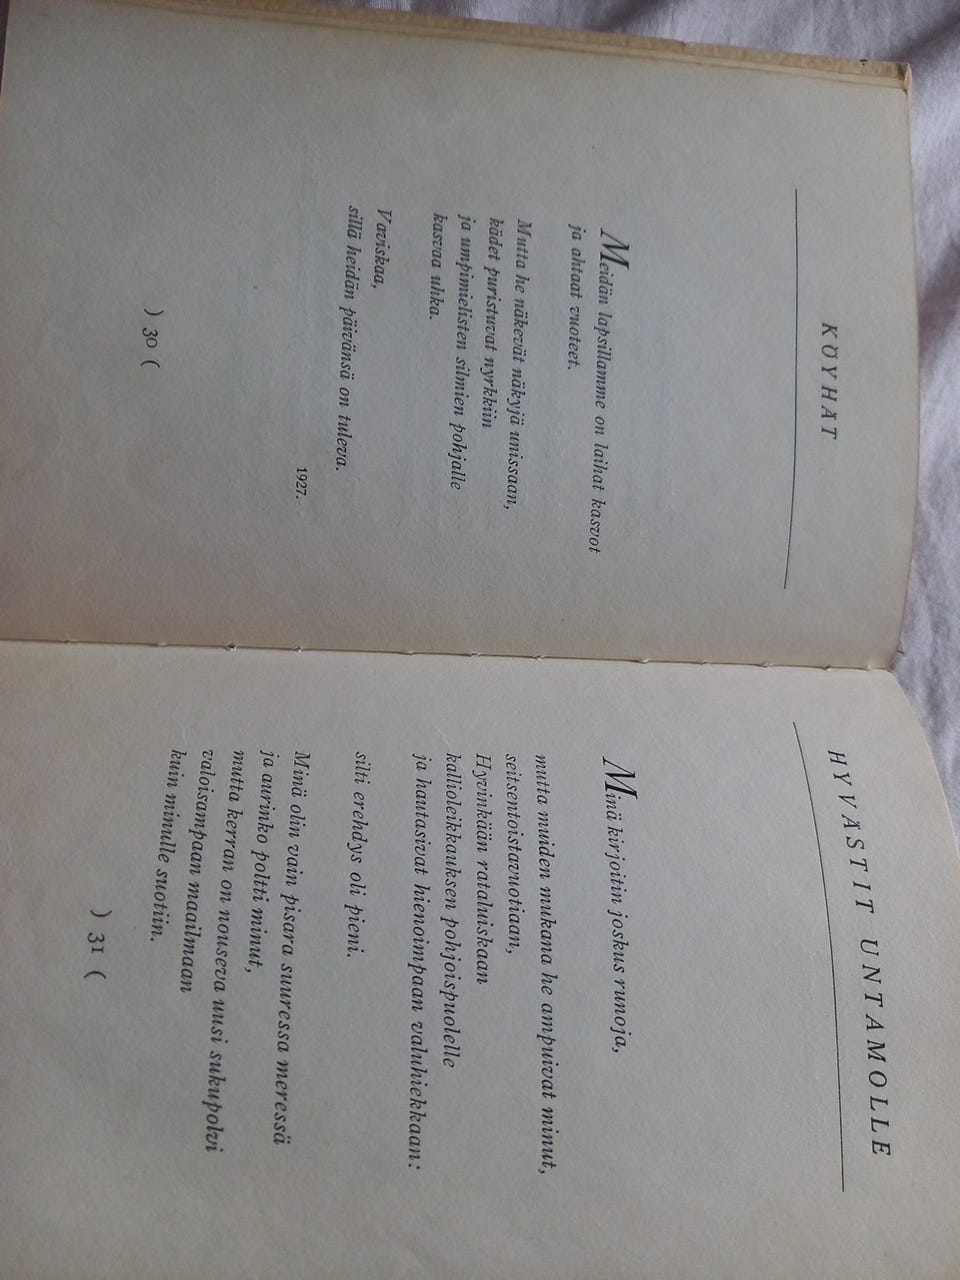 KÖYHÄT
Meidän lapsillamme on laihat kasvot
ja ahtaat vuoteet.
Mutta he näkevät näkyjä unissaan,
kädet puristuvat nyrkkiin
ja umpimielisten silmien pohjalle
kasvaa uhka.
Vaviskaa,
sillä heidän päivänsä on tuleva.
1927.
) 30 (
HYVÄSTIT UNTAMOLLE
Minä kirjoitin joskus runoja,
mutta muiden mukana he ampuivat minut,
seitsentoistavuotiaan,
Hyvinkään rataluiskaan
kallioleikkauksen pohjoispuolelle
ja hautasivat hienoimpaan valuhiekkaan:
silti erehdys oli pieni.
Minä olin vain pisara suuressa meressä
ja aurinko poltti minut,
mutta kerran on nouseva uusi sukupolvi
valoisampaan maailmaan
kuin minulle suotiin.
) 31 (